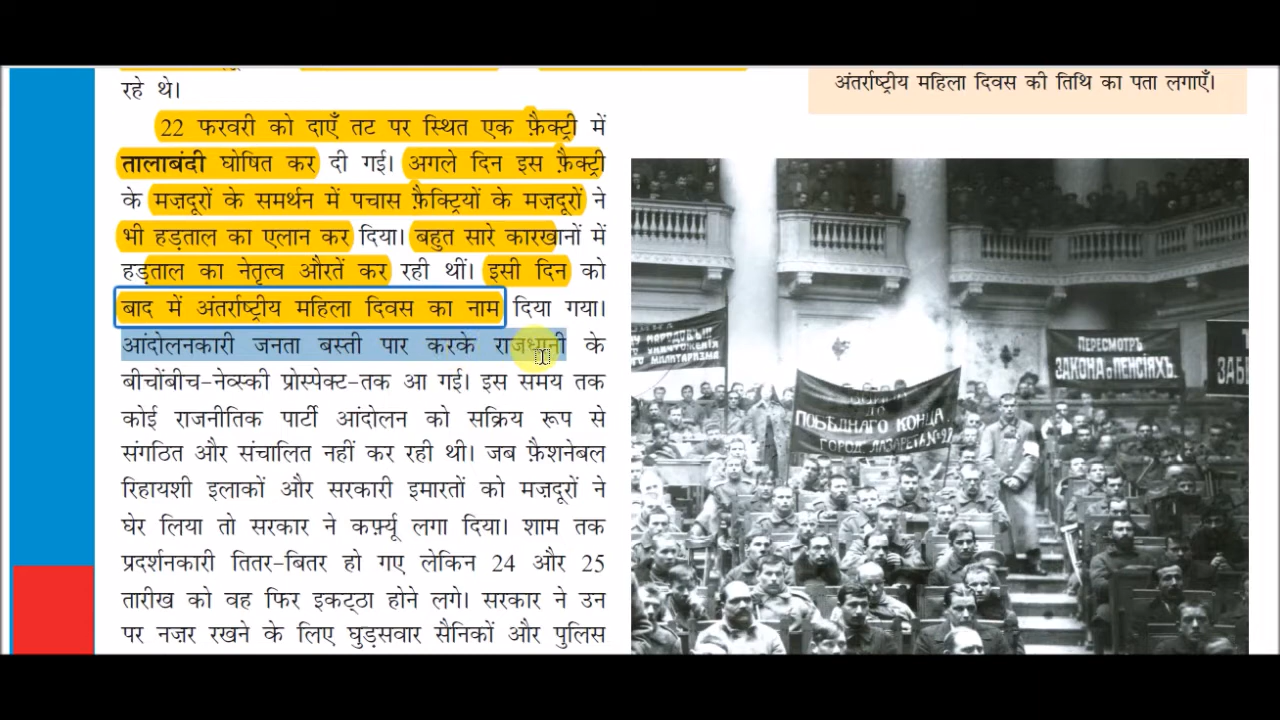 रहे थे।
22 फरवरी को दाएँ तट पर स्थित एक फ़ैक्ट्री में
तालाबंदी घोषित कर दी गई। अगले दिन इस फ़ैक्ट्री
के मज़दूरों के समर्थन में पचास फ़ैक्ट्रियों के मज़दूरों ने
भी हड़ताल का एलान कर दिया। बहुत सारे कारखानों में
हड़ताल का नेतृत्व औरतें कर रही थीं। इसी दिन को
बाद में अंतर्राष्ट्रीय महिला दिवस का नाम दिया गया।
आंदोलनकारी जनता बस्ती पार करके राजधानी के
बीचोंबीच-नेव्स्की प्रोस्पेक्ट-तक आ गई। इस समय तक
कोई राजनीतिक पार्टी आंदोलन को सक्रिय रूप से
संगठित और संचालित नहीं कर रही थी। जब फ़ैशनेबल
रिहायशी इलाकों और सरकारी इमारतों को मज़दूरों ने
घेर लिया तो सरकार ने कर्फ़्यू लगा दिया। शाम तक
प्रदर्शनकारी तितर-बितर हो गए लेकिन 24 और 25
तारीख को वह फिर इकट्ठा होने लगे। सरकार ने उन
पर नज़र रखने के लिए घुड़सवार सैनिकों और पुलिस
अंतर्राष्ट्रीय महिला दिवस की तिथि का पता लगाएँ।
ПЕРЕСМОТРЪ
ЗАКОНА о ПЕНСІЯХЪ.
ДО
ПОБѢДНАГО КОНЦА
ГОРОД. ЛАЗАРЕТА №